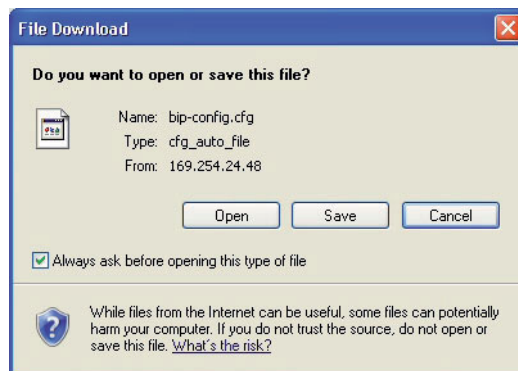 File Download
Do you want to open or save this file?
Name: bip-config.cfg
Type: cfg_auto_file
From: 169.254.24.48
Open Save Cancel
Always ask before opening this type of file
While files from the Internet can be useful, some files can potentially
harm your computer. If you do not trust the source, do not open or
save this file. What's the risk?